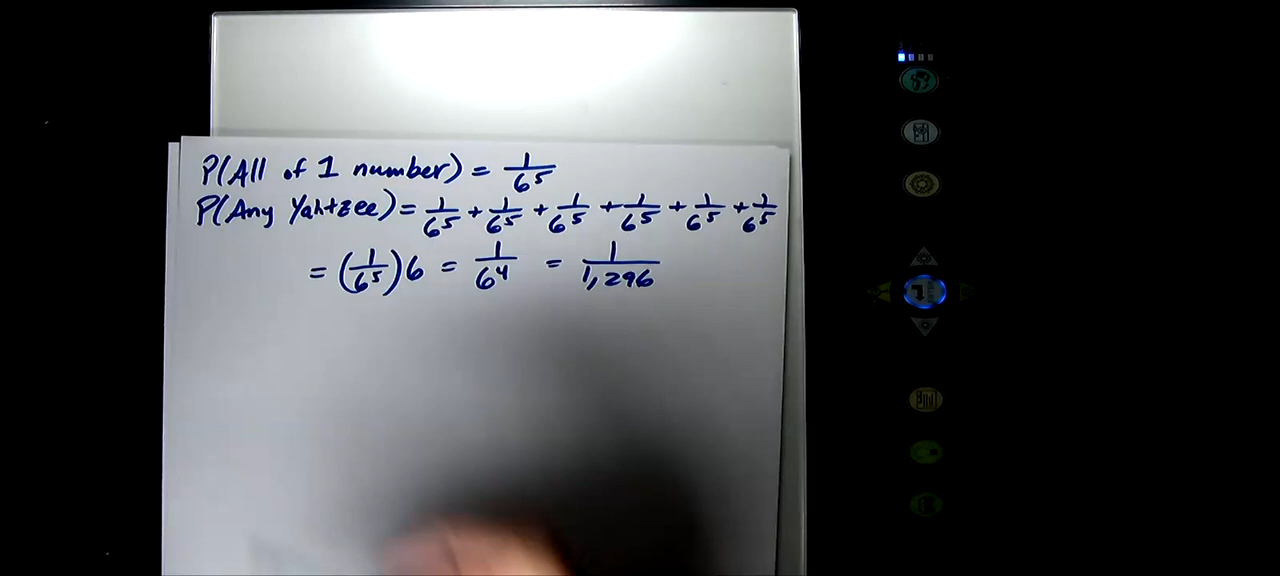 P(All of 1 number) = 1/6⁵
P(Any Yahtzee) = 1/6⁵ + 1/6⁵ + 1/6⁵ + 1/6⁵ + 1/6⁵ + 1/6⁵
= (1/6⁵)6 = 1/6⁴ = 1/1,296